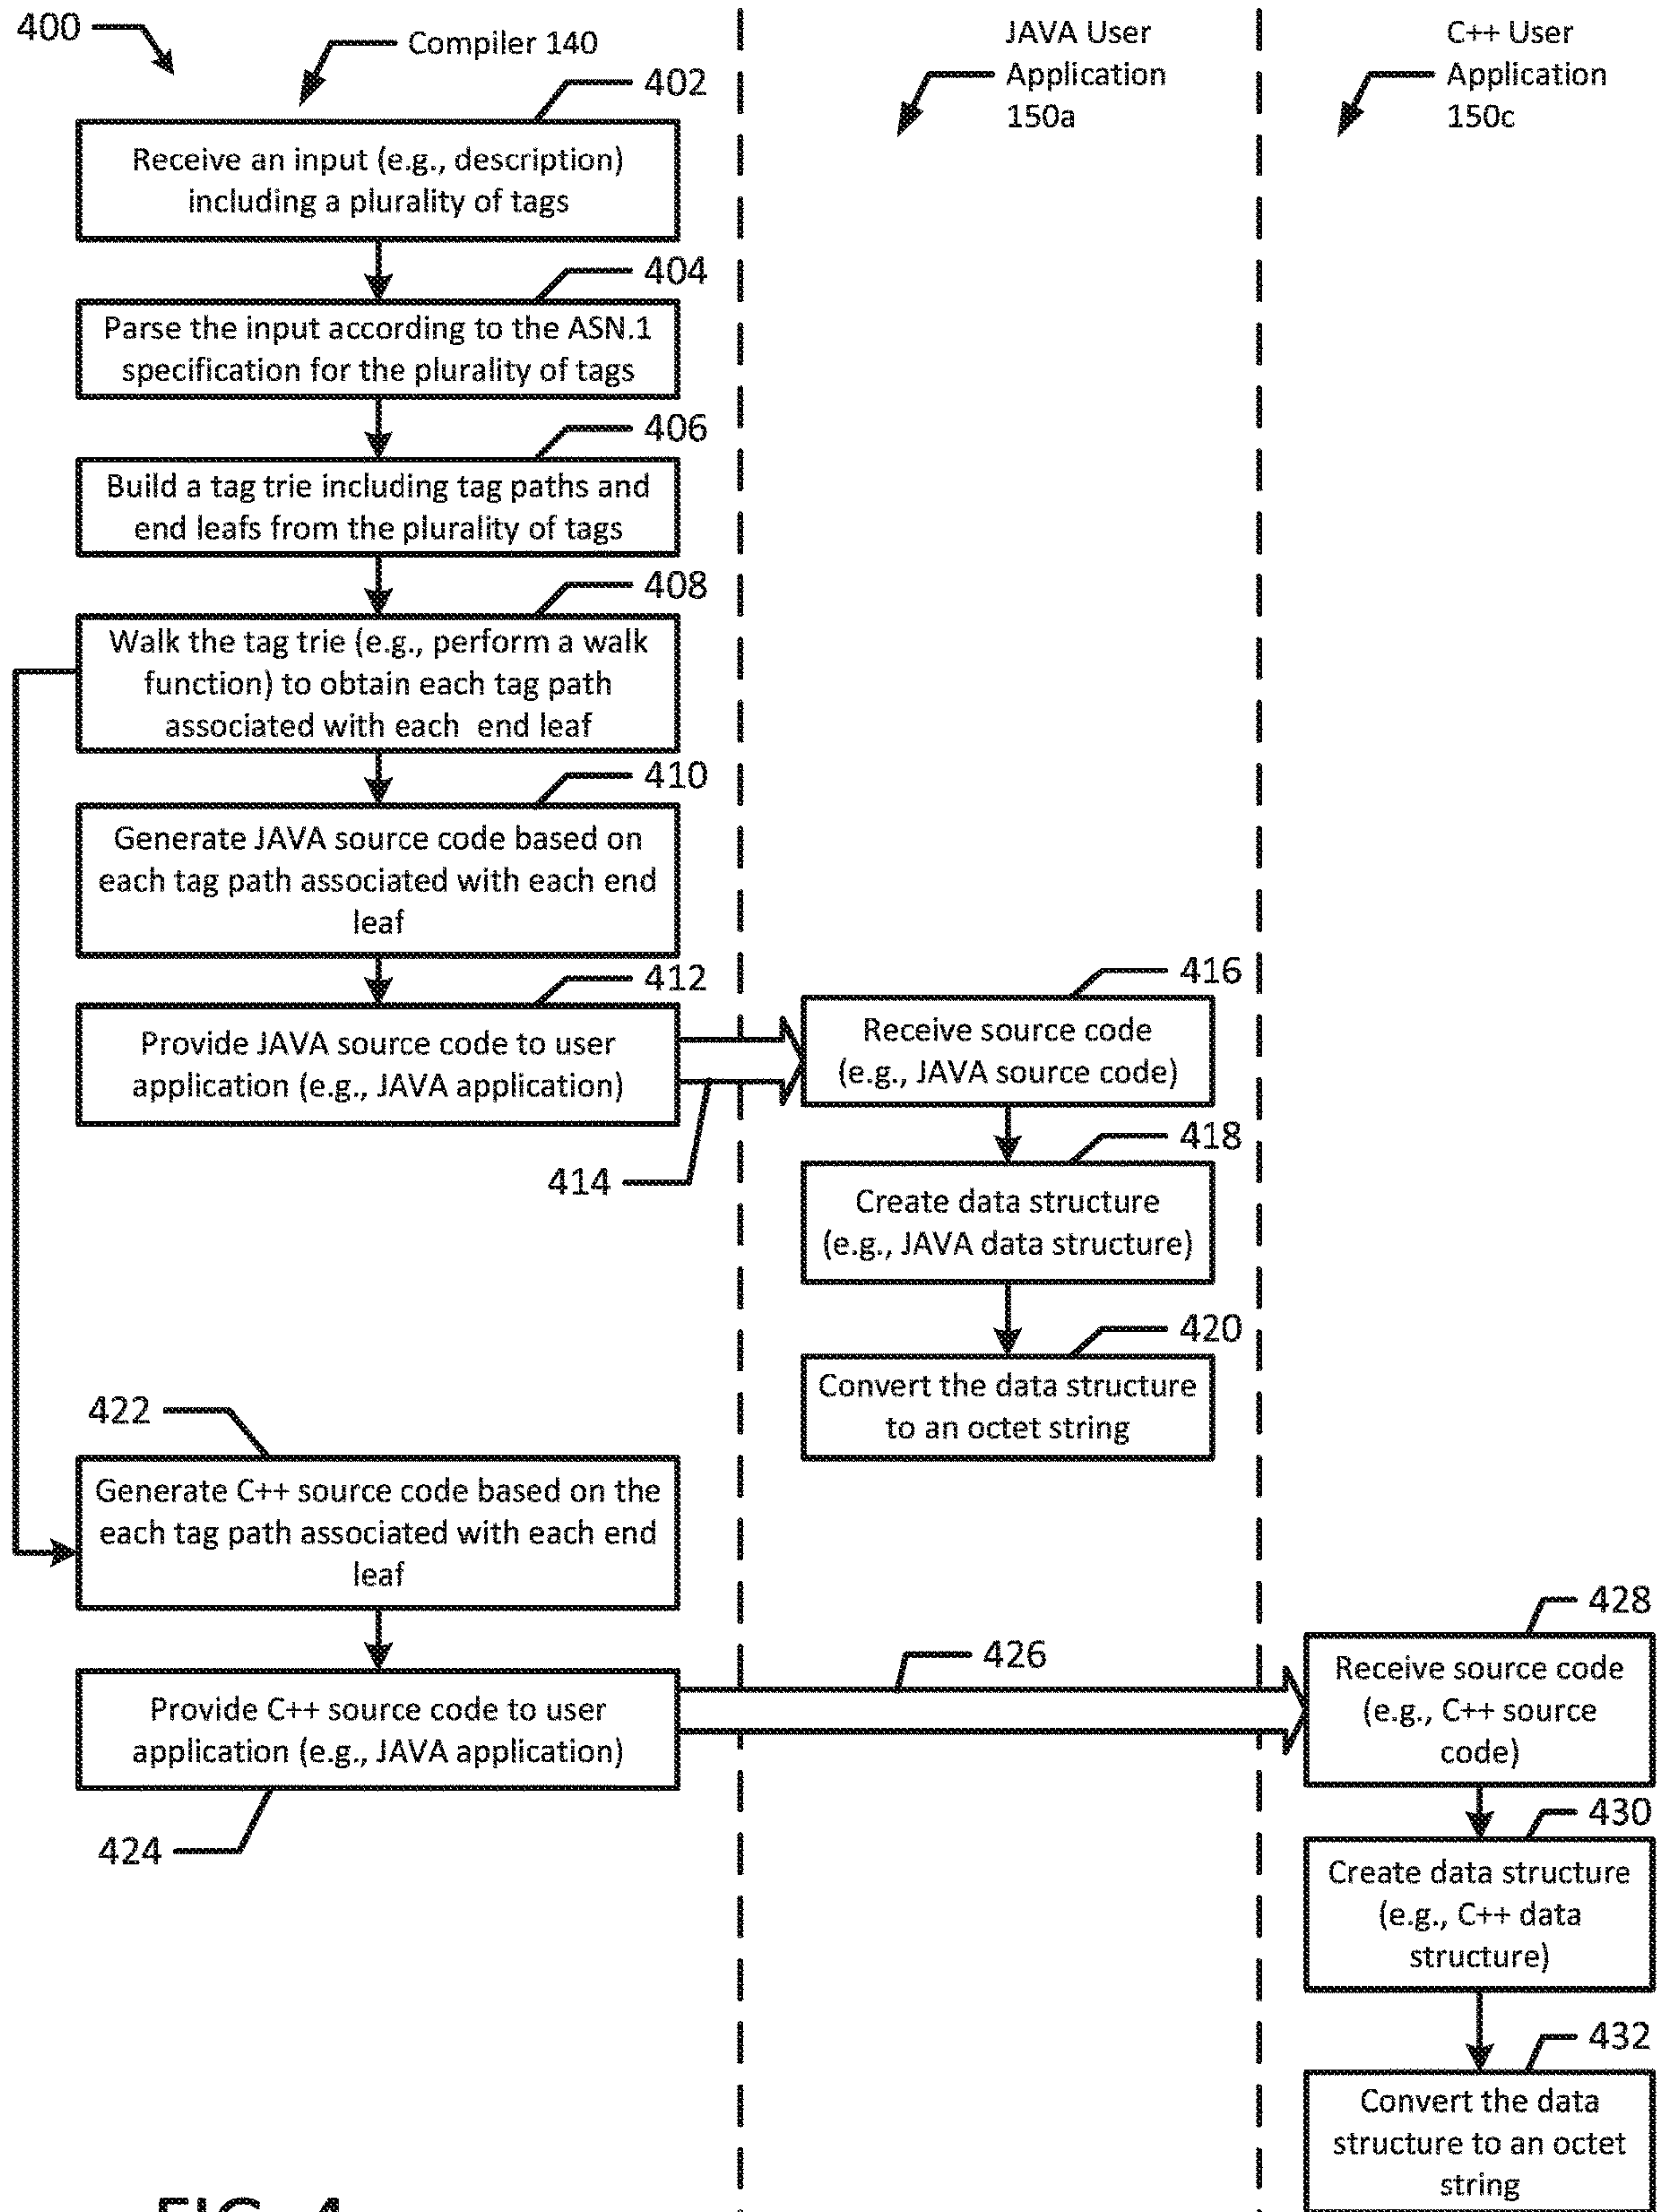 400
Compiler 140
JAVA User
Application
150a
C++ User
Application
150c
402
Receive an input (e.g., description)
including a plurality of tags
404
Parse the input according to the ASN.1
specification for the plurality of tags
406
Build a tag trie including tag paths and
end leafs from the plurality of tags
408
Walk the tag trie (e.g., perform a walk
function) to obtain each tag path
associated with each end leaf
410
Generate JAVA source code based on
each tag path associated with each end
leaf
412
Provide JAVA source code to user
application (e.g., JAVA application)
414
416
Receive source code
(e.g., JAVA source code)
418
Create data structure
(e.g., JAVA data structure)
420
Convert the data structure
to an octet string
422
Generate C++ source code based on the
each tag path associated with each end
leaf
424
Provide C++ source code to user
application (e.g., JAVA application)
426
428
Receive source code
(e.g., C++ source
code)
430
Create data structure
(e.g., C++ data
structure)
432
Convert the data
structure to an octet
string
FIG. 4